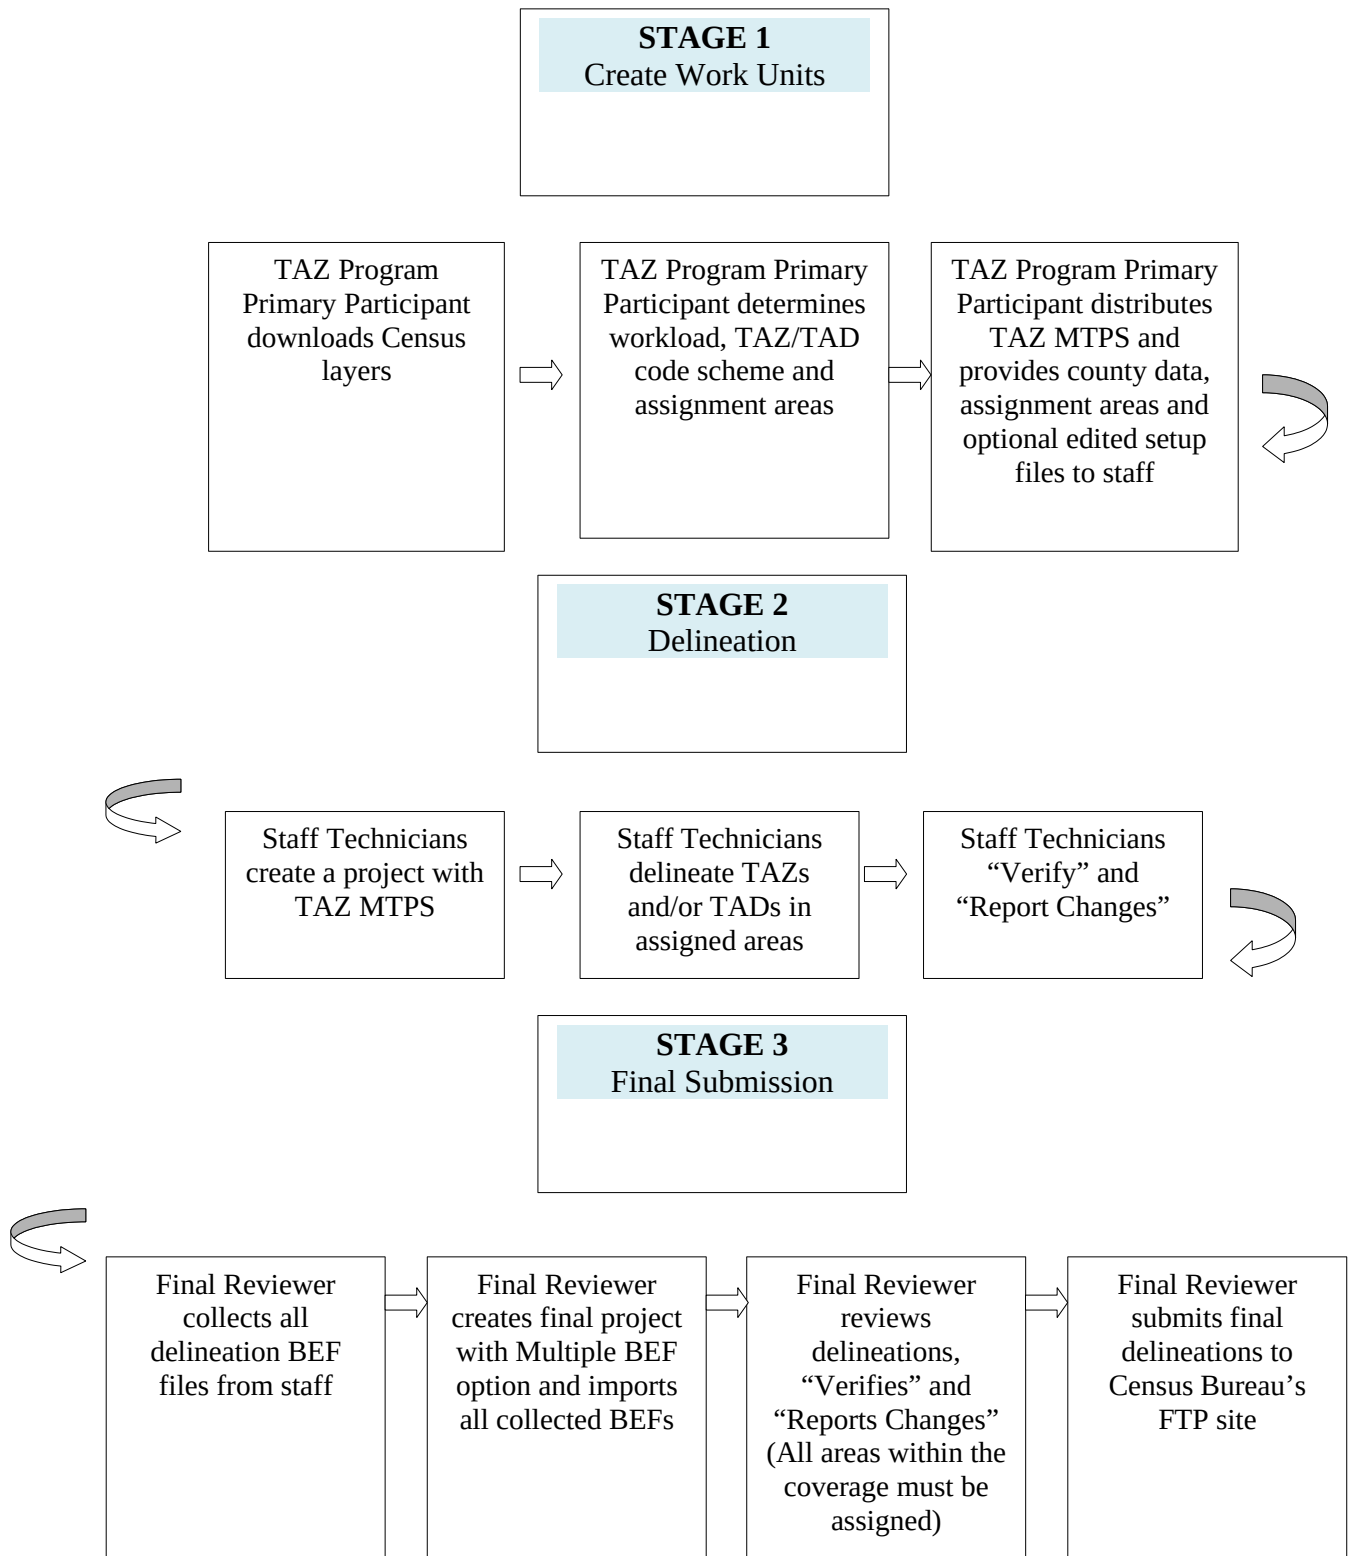 STAGE 1
Create Work Units
TAZ Program
Primary Participant
downloads Census
layers
TAZ Program Primary
Participant determines
workload, TAZ/TAD
code scheme and
assignment areas
TAZ Program Primary
Participant distributes
TAZ MTPS and
provides county data,
assignment areas and
optional edited setup
files to staff
STAGE 2
Delineation
Staff Technicians
create a project with
TAZ MTPS
Staff Technicians
delineate TAZs
and/or TADs in
assigned areas
Staff Technicians
“Verify” and
“Report Changes”
STAGE 3
Final Submission
Final Reviewer
collects all
delineation BEF
files from staff
Final Reviewer
creates final project
with Multiple BEF
option and imports
all collected BEFs
Final Reviewer
reviews
delineations,
“Verifies” and
“Reports Changes”
(All areas within the
coverage must be
assigned)
Final Reviewer
submits final
delineations to
Census Bureau’s
FTP site